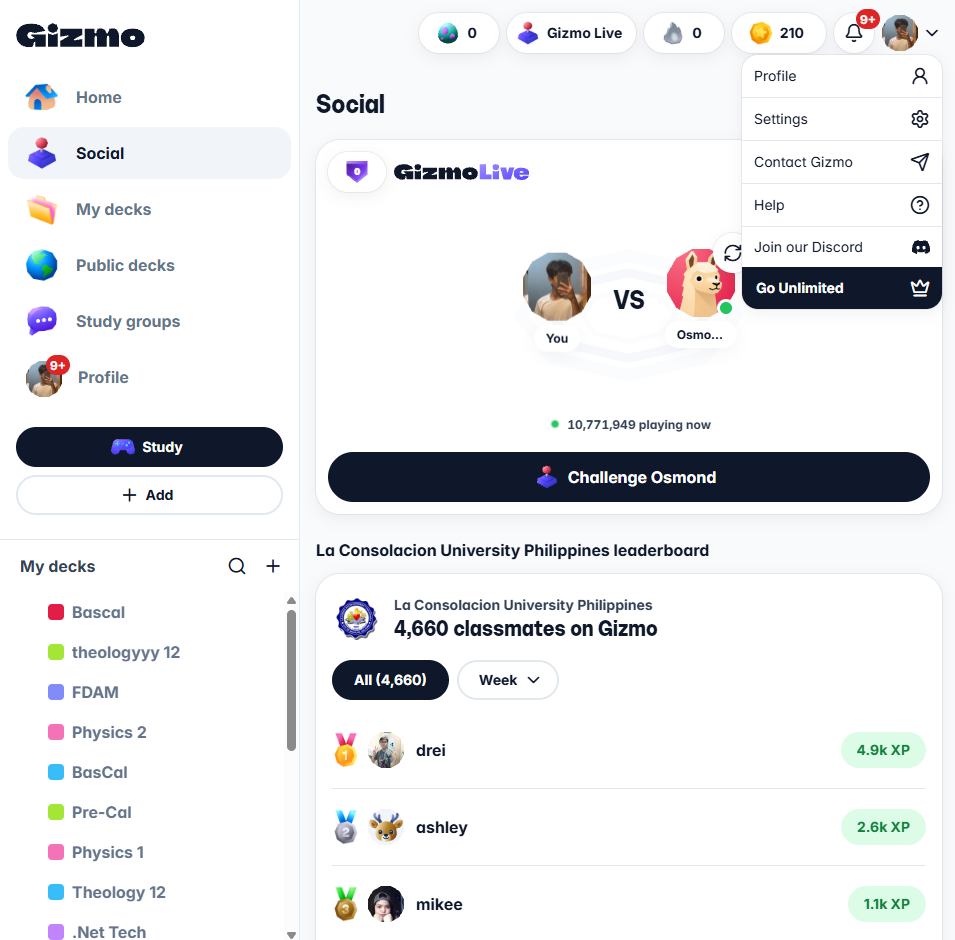 Gizmo
Home
Social
My decks
Public decks
Study groups
9+
Profile
Study
Add
My decks
Bascal
theologyyy 12
FDAM
Physics 2
BasCal
Pre-Cal
Physics 1
Theology 12
.Net Tech
0
Gizmo Live
0
210
9+
Profile
Settings
Contact Gizmo
Help
Join our Discord
Go Unlimited
Social
0
GizmoLive
VS
You
Osmo...
10,771,949 playing now
Challenge Osmond
La Consolacion University Philippines leaderboard
La Consolacion University Philippines
4,660 classmates on Gizmo
All (4,660)
Week
1
drei
4.9k XP
2
ashley
2.6k XP
3
mikee
1.1k XP